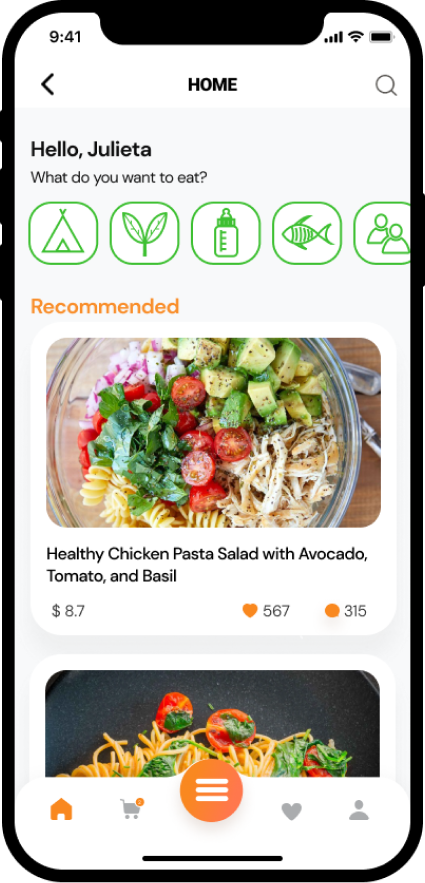 9:41
HOME
Hello, Julieta
What do you want to eat?
Recommended
Healthy Chicken Pasta Salad with Avocado,
Tomato, and Basil
$ 8.7 567 315